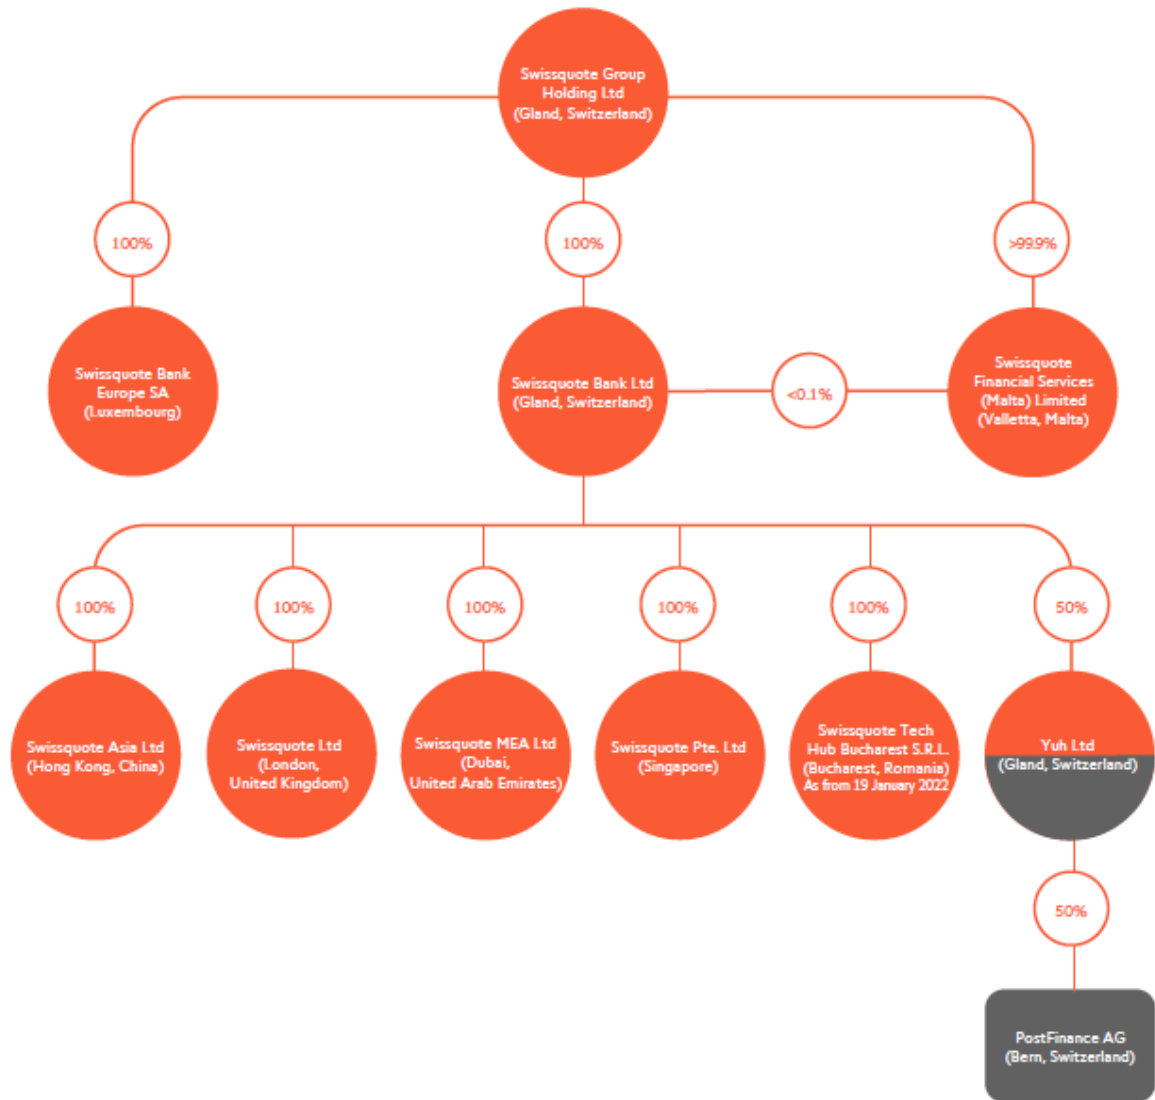 Swissquote Group
Holding Ltd
(Gland, Switzerland)
100%
100%
>99.9%
Swissquote Bank
Europe SA
(Luxembourg)
Swissquote Bank Ltd
(Gland, Switzerland)
<0.1%
Swissquote
Financial Services
(Malta) Limited
(Valletta, Malta)
100%
100%
100%
100%
100%
50%
Swissquote Asia Ltd
(Hong Kong, China)
Swissquote Ltd
(London,
United Kingdom)
Swissquote MEA Ltd
(Dubai,
United Arab Emirates)
Swissquote Pte. Ltd
(Singapore)
Swissquote Tech
Hub Bucharest S.R.L.
(Bucharest, Romania)
As from 19 January 2022
Yuh Ltd
(Gland, Switzerland)
50%
PostFinance AG
(Bern, Switzerland)